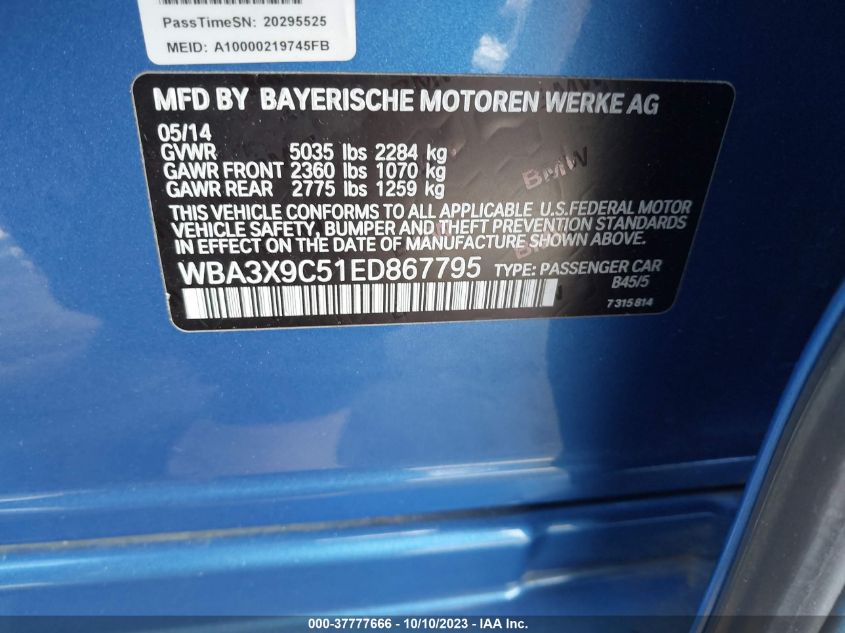 PassTimeSN: 20295525
MEID: A10000219745FB
MFD BY BAYERISCHE MOTOREN WERKE AG
05/14
GVWR 5035 lbs 2284 kg
GAWR FRONT 2360 lbs 1070 kg
GAWR REAR 2775 lbs 1259 kg
THIS VEHICLE CONFORMS TO ALL APPLICABLE U.S.FEDERAL MOTOR
VEHICLE SAFETY, BUMPER AND THEFT PREVENTION STANDARDS
IN EFFECT ON THE DATE OF MANUFACTURE SHOWN ABOVE.
WBA3X9C51ED867795 TYPE: PASSENGER CAR
B45/5
7315814
BMW
000-37777666 - 10/10/2023 - IAA Inc.